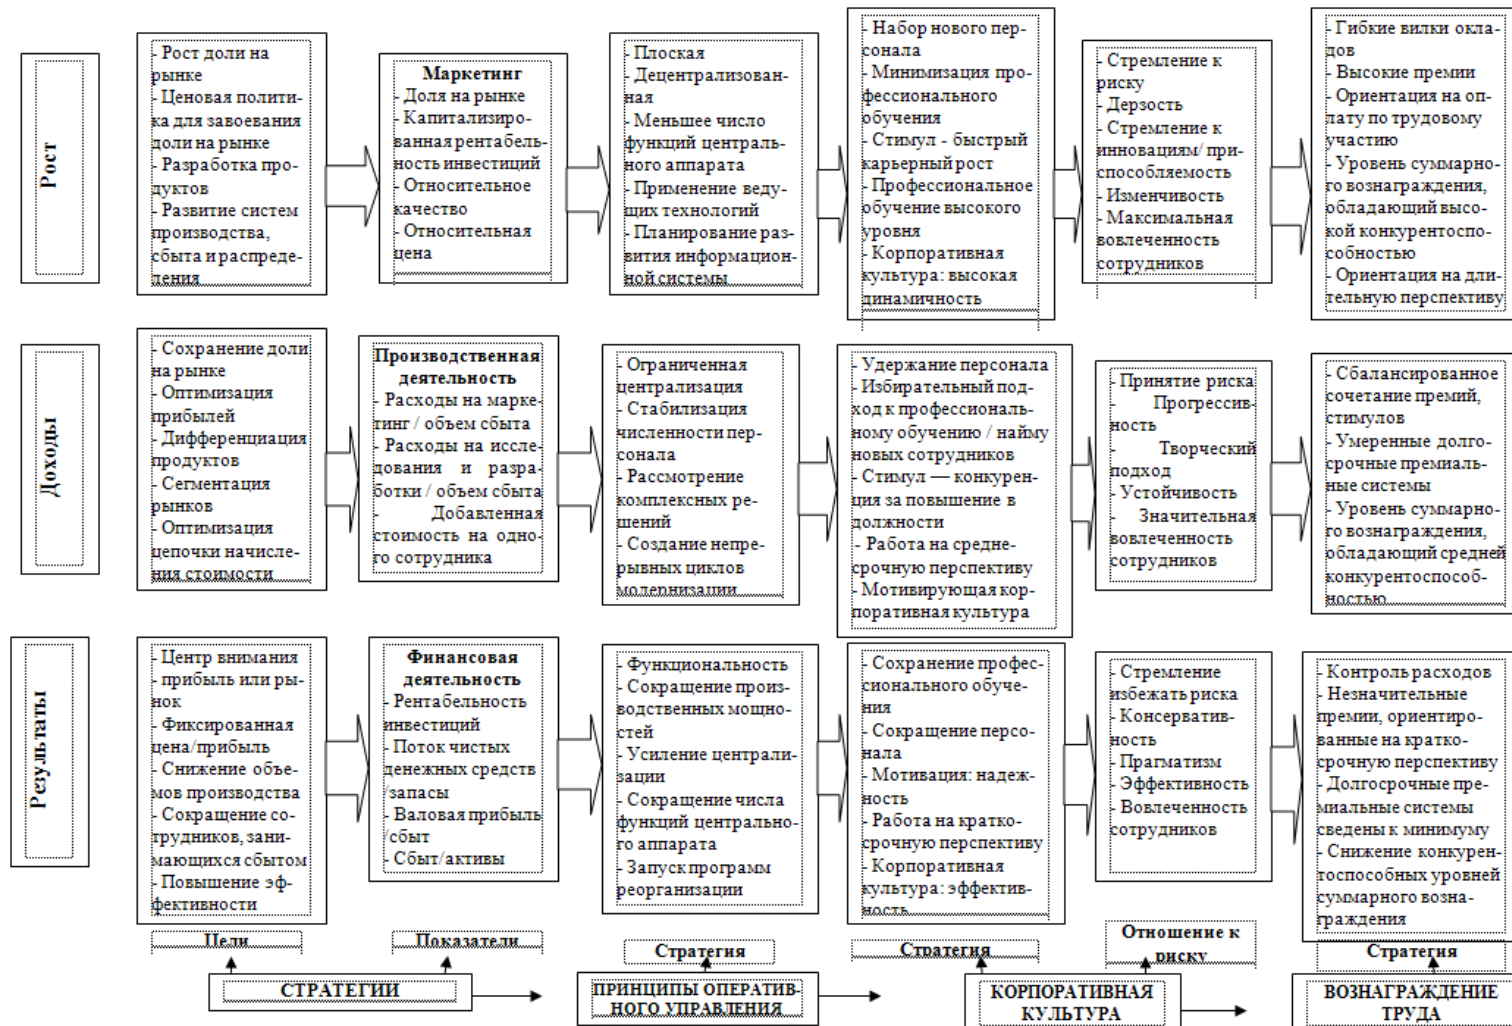 Рост
- Рост доли на
рынке
- Ценовая полити-
ка для завоевания
доли на рынке
- Разработка про-
дуктов
- Развитие систем
производства,
сбыта и распреде-
ления
Маркетинг
- Доля на рынке
- Капитализиро-
ванная рентабель-
ность инвестиций
- Относительное
качество
- Относительная
цена
- Плоская
- Децентрализован-
ная
- Меньшее число
функций централь-
ного аппарата
- Применение веду-
щих технологий
- Планирование раз-
вития информацион-
ной системы
- Набор нового пер-
сонала
- Минимизация про-
фессионального
обучения
- Стимул - быстрый
карьерный рост
- Профессиональное
обучение высокого
уровня
- Корпоративная
культура: высокая
динамичность
- Стремление к
риску
- Дерзость
- Стремление к
инновациям/ при-
способляемость
- Изменчивость
- Максимальная
вовлеченность
сотрудников
- Гибкие вилки окла-
дов
- Высокие премии
- Ориентация на оп-
лату по трудовому
участию
- Уровень суммарно-
го вознаграждения,
обладающий высо-
кой конкурентоспо-
собностью
- Ориентация на дли-
тельную перспективу
Доходы
- Сохранение доли
на рынке
- Оптимизация
прибылей
- Дифференциация
продуктов
- Сегментация
рынков
- Оптимизация
цепочки начисле-
ния стоимости
Производственная
деятельность
- Расходы на марке-
тинг / объем сбыта
- Расходы на иссле-
дования и разра-
ботки / объем сбыта
- Добавленная
стоимость на одно-
го сотрудника
- Ограниченная
централизация
- Стабилизация
численности пер-
сонала
- Рассмотрение
комплексных ре-
шений
- Создание непре-
рывных циклов
модернизации
- Удержание персонала
- Избирательный под-
ход к профессиональ-
ному обучению / найму
новых сотрудников
- Стимул — конкурен-
ция за повышение в
должности
- Работа на средне-
срочную перспективу
- Мотивирующая кор-
поративная культура
- Принятие риска
- Прогрессив-
ность
- Творческий
подход
- Устойчивость
- Значительная
вовлеченность
сотрудников
- Сбалансированное
сочетание премий,
стимулов
- Умеренные долго-
срочные премиаль-
ные системы
- Уровень суммарно-
го вознаграждения,
обладающий средней
конкурентоспособ-
ностью
Результаты
- Центр внимания
- прибыль или ры-
нок
- Фиксированная
цена/прибыль
- Снижение объе-
мов производства
- Сокращение со-
трудников, зани-
мающихся сбытом
- Повышение эф-
фективности
Финансовая
деятельность
- Рентабельность
инвестиций
- Поток чистых
денежных средств
/запасы
- Валовая прибыль
/сбыт
- Сбыт/активы
- Функциональность
- Сокращение произ-
водственных мощно-
стей
- Усиление централи-
зации
- Сокращение числа
функций центрально-
го аппарата
- Запуск программ
реорганизации
- Сохранение профес-
сионального обуче-
ния
- Сокращение персо-
нала
- Мотивация: надеж-
ность
- Работа на кратко-
срочную перспективу
- Корпоративная
культура: эффектив-
ность
- Стремление
избежать риска
- Консерватив-
ность
- Прагматизм
- Эффективность
- Вовлеченность
сотрудников
- Контроль расходов
- Незначительные
премии, ориентиро-
ванные на кратко-
срочную перспективу
- Долгосрочные пре-
миальные системы
сведены к минимуму
- Снижение конкурен-
тоспособных уровней
суммарного возна-
граждения
Цели
Показатели
Стратегия
Стратегия
Отношение к
риску
Стратегия
СТРАТЕГИИ
ПРИНЦИПЫ ОПЕРАТИВ-
НОГО УПРАВЛЕНИЯ
КОРПОРАТИВНАЯ
КУЛЬТУРА
ВОЗНАГРАЖДЕНИЕ
ТРУДА